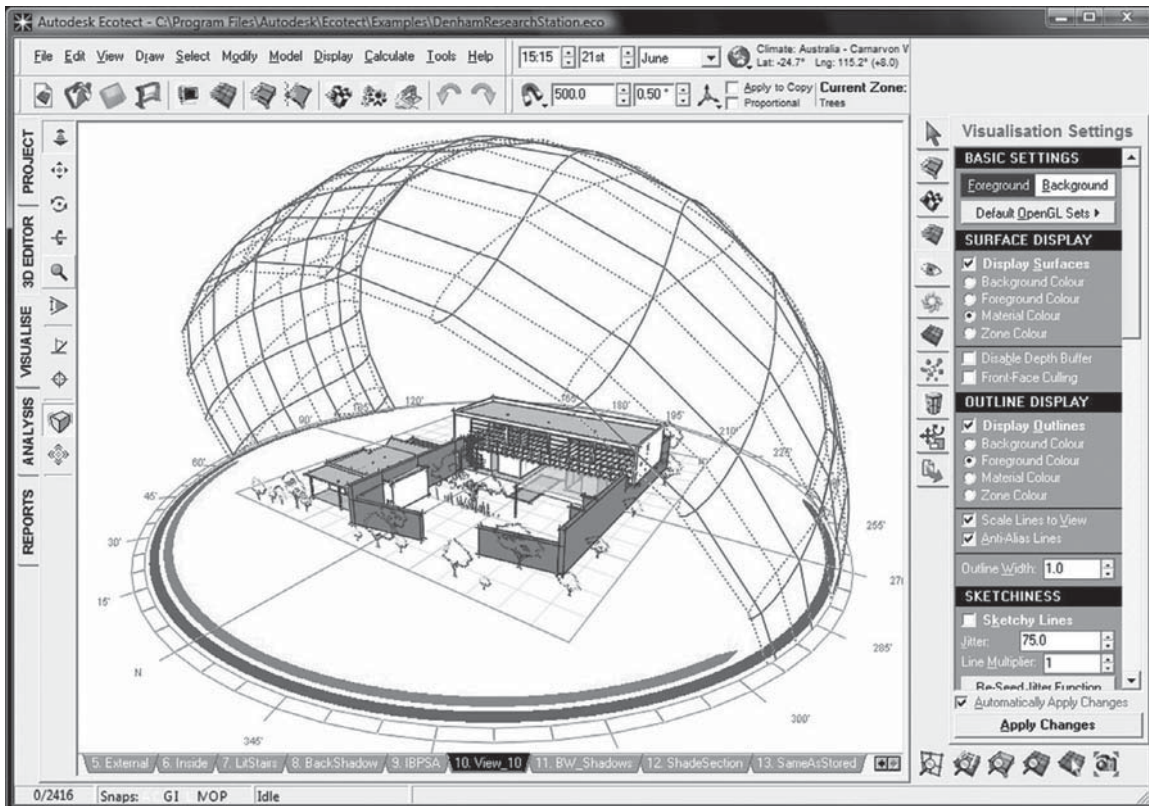 Autodesk Ecotect - C:\Program Files\Autodesk\Ecotect\Examples\DenhamResearchStation.eco
File Edit View Draw Select Modify Model Display Calculate Tools Help
15:15 21st June
Climate: Australia - Carnarvon W
Lat: -24.7° Lng: 115.2° (+8.0)
500.0 0.50 °
Apply to Copy
Proportional
Current Zone:
Trees
PROJECT
3D EDITOR
VISUALISE
ANALYSIS
REPORTS
N
15'
30'
45'
60'
90'
105'
120'
165'
180'
195'
210'
225'
255'
270
285'
300'
345'
Visualisation Settings
BASIC SETTINGS
Foreground Background
Default OpenGL Sets
SURFACE DISPLAY
Display Surfaces
Background Colour
Foreground Colour
Material Colour
Zone Colour
Disable Depth Buffer
Front-Face Culling
OUTLINE DISPLAY
Display Outlines
Background Colour
Foreground Colour
Material Colour
Zone Colour
Scale Lines to View
Anti-Alias Lines
Outline Width: 1.0
SKETCHINESS
Sketchy Lines
Jitter: 75.0
Line Multiplier: 1
Re-Seed Jitter Function
Automatically Apply Changes
Apply Changes
5. External 6. Inside 7. LitStairs 8. BackShadow 9. IBPSA 10. View_10 11. BW_Shadows 12. ShadeSection 13. SameAsStored
0/2416 Snaps: GI MOP Idle